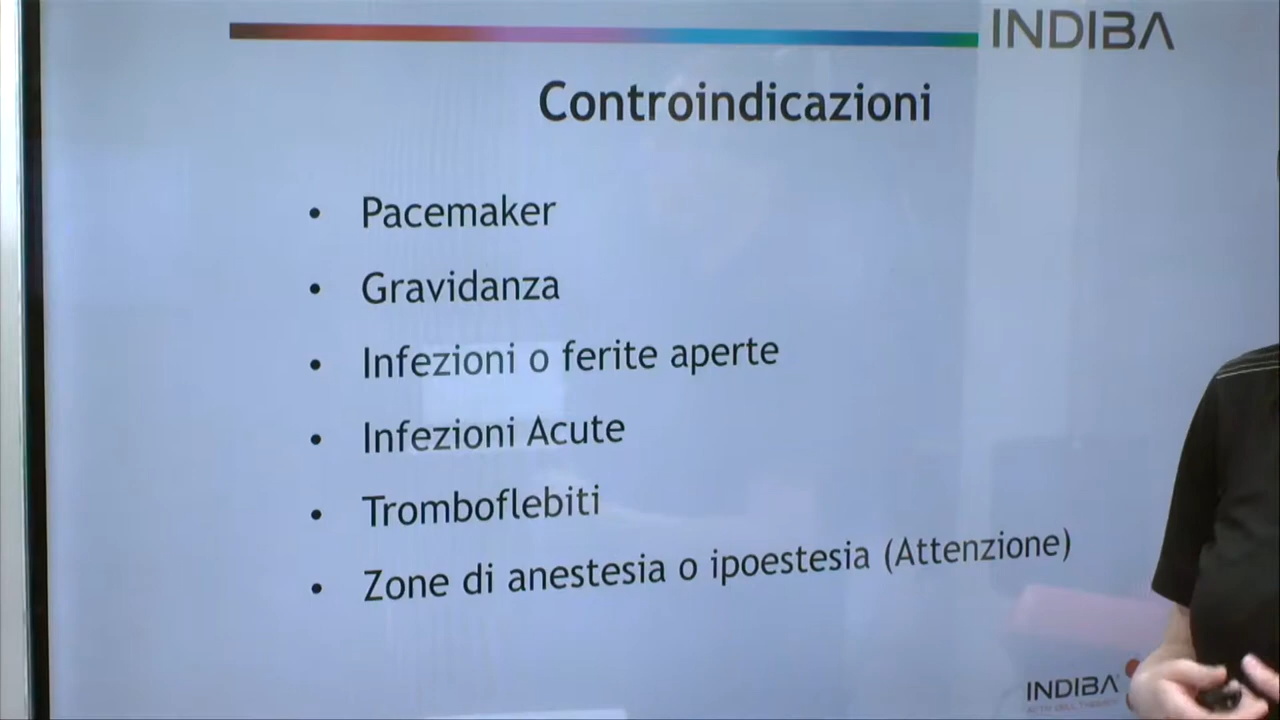 INDIBA
Controindicazioni
• Pacemaker
• Gravidanza
• Infezioni o ferite aperte
• Infezioni Acute
• Tromboflebiti
• Zone di anestesia o ipoestesia (Attenzione)
INDIBA